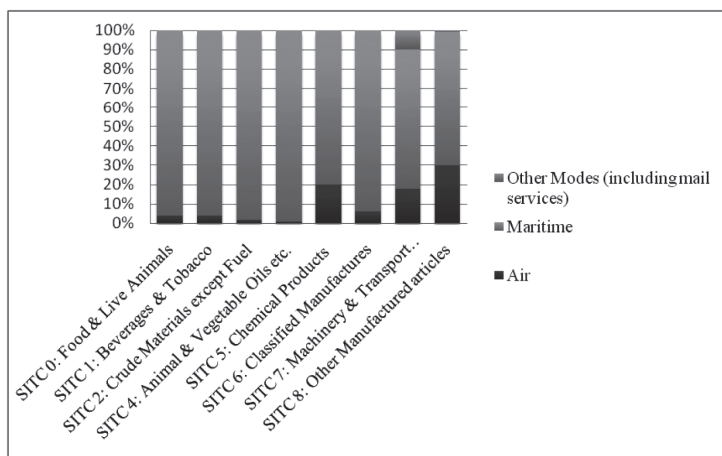 100%
90%
80%
70%
60%
50%
40%
30%
20%
10%
0%
SITC 0: Food & Live Animals
SITC 1: Beverages & Tobacco
SITC 2: Crude Materials except Fuel
SITC 4: Animal & Vegetable Oils etc.
SITC 5: Chemical Products
SITC 6: Classified Manufactures
SITC 7: Machinery & Transport..
SITC 8: Other Manufactured articles
Other Modes (including mail
services)
Maritime
Air